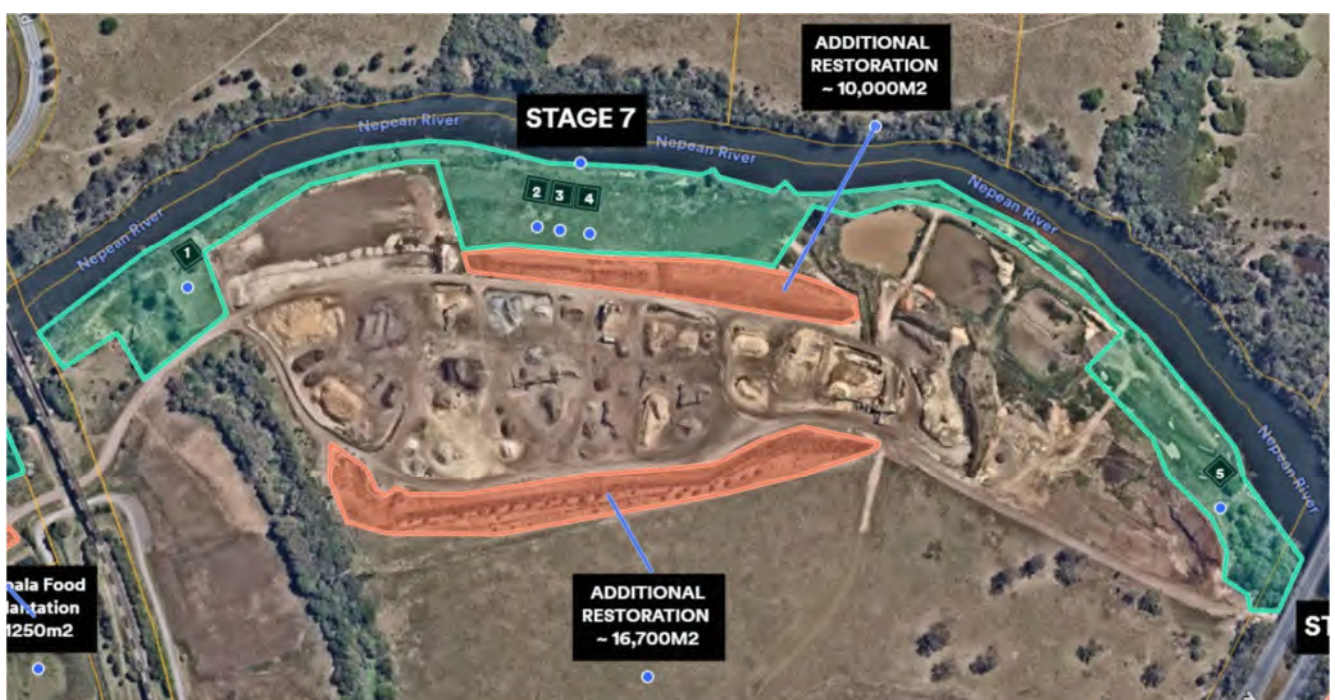 ADDITIONAL
RESTORATION
~ 10,000M2
STAGE 7
Nepean River
Nepean River
Nepean River
Nepean River
Nepean River
1
2
3
4
5
ADDITIONAL
RESTORATION
~ 16,700M2
Food
1250m2